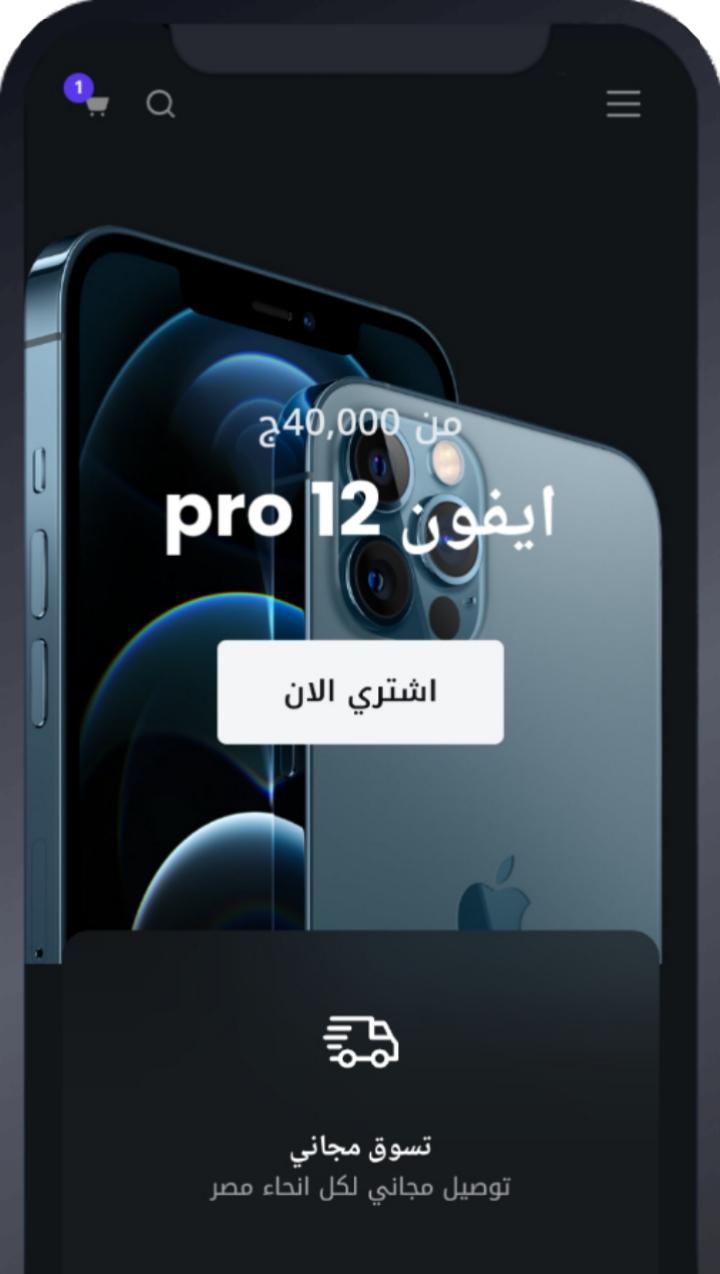 1
من 40,000ج
ايفون 12 pro
اشتري الان
تسوق مجاني
توصيل مجاني لكل انحاء مصر